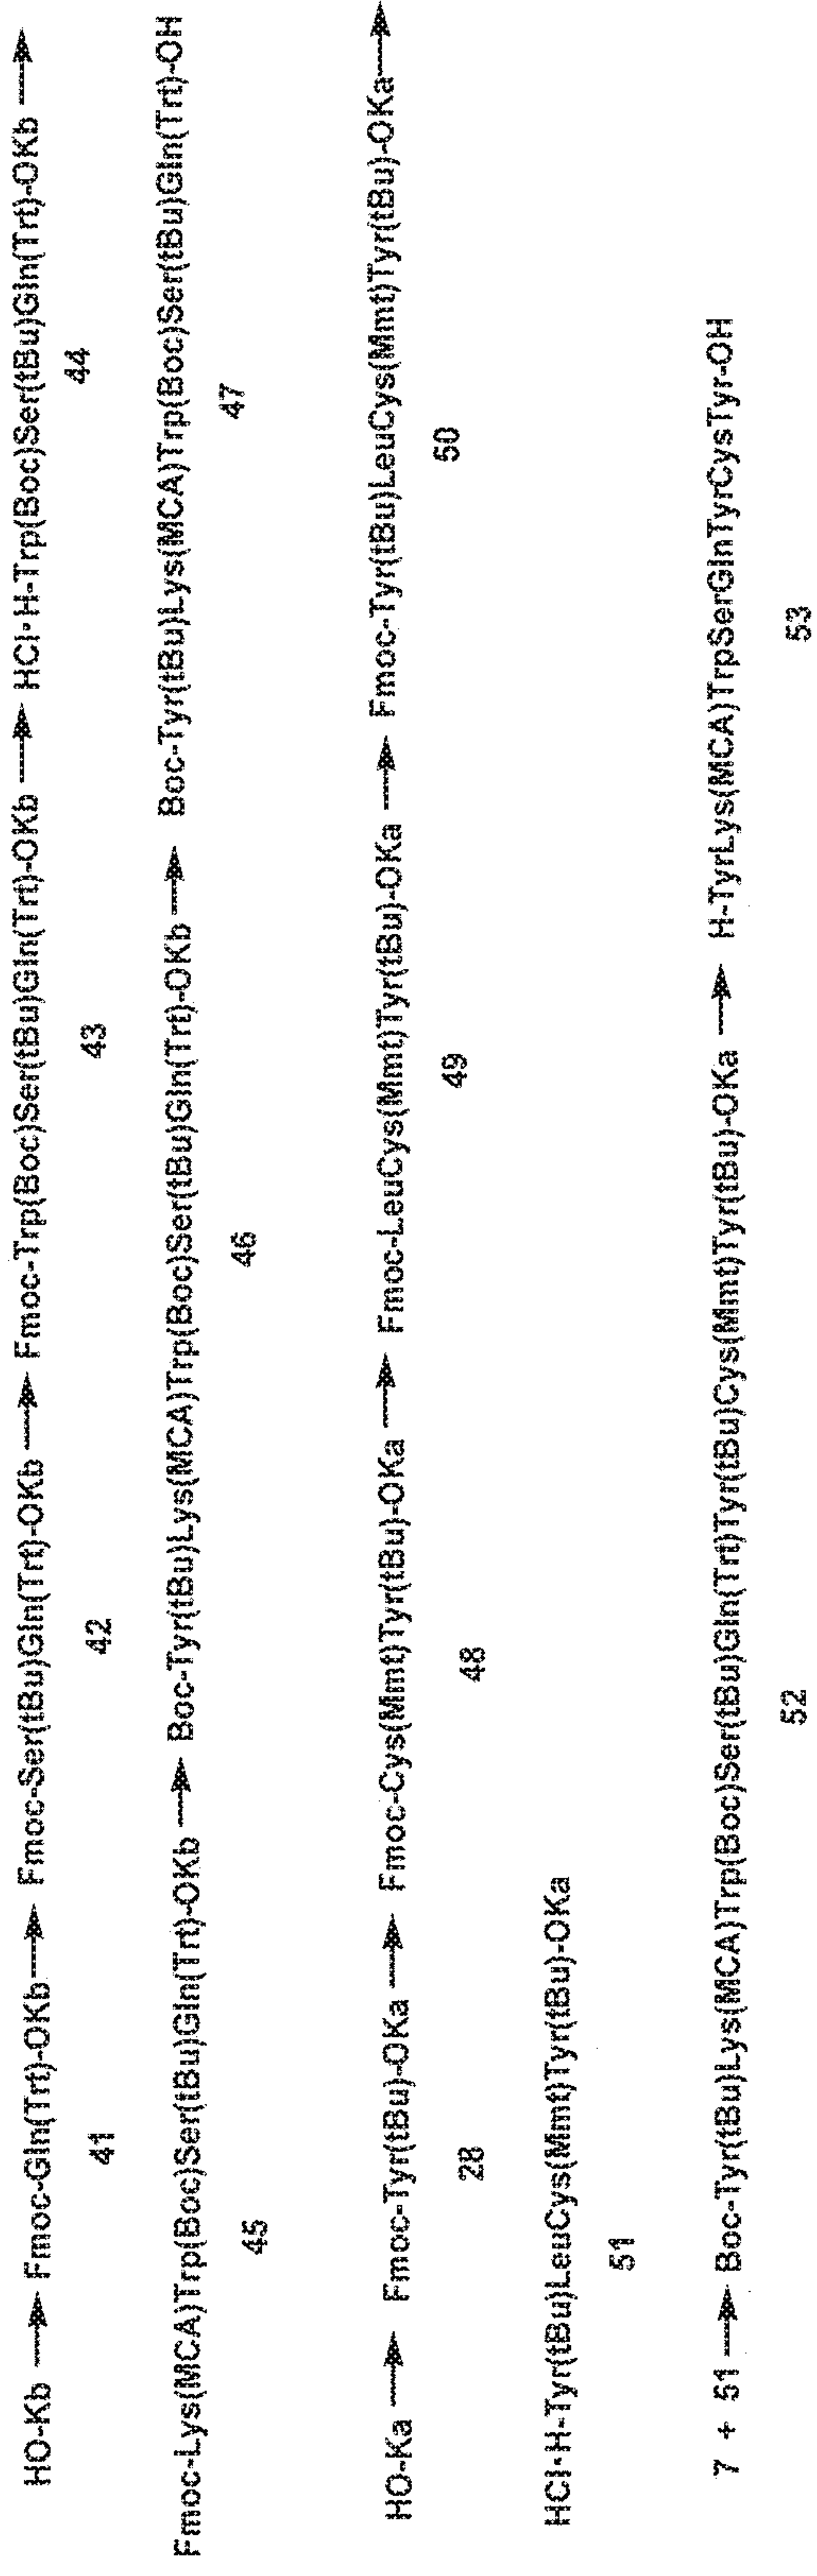 HO-Kb → Fmoc-Gln(Trt)-OKb → Fmoc-Ser(tBu)Gln(Trt)-OKb → Fmoc-Trp(Boc)Ser(tBu)Gln(Trt)-OKb → HCl·H-Trp(Boc)Ser(tBu)Gln(Trt)-OKb →
41 42 43 44
Fmoc-Lys(MCA)Trp(Boc)Ser(tBu)Gln(Trt)-OKb → Boc-Tyr(tBu)Lys(MCA)Trp(Boc)Ser(tBu)Gln(Trt)-OKb → Boc-Tyr(tBu)Lys(MCA)Trp(Boc)Ser(tBu)Gln(Trt)-OH
45 46 47
HO-Ka → Fmoc-Tyr(tBu)-OKa → Fmoc-Cys(Mmt)Tyr(tBu)-OKa → Fmoc-LeuCys(Mmt)Tyr(tBu)-OKa → Fmoc-Tyr(tBu)LeuCys(Mmt)Tyr(tBu)-OKa →
28 48 49 50
HCl·H-Tyr(tBu)LeuCys(Mmt)Tyr(tBu)-OKa
51
7 + 51 → Boc-Tyr(tBu)Lys(MCA)Trp(Boc)Ser(tBu)Gln(Trt)Tyr(tBu)Cys(Mmt)Tyr(tBu)-OKa → H-TyrLys(MCA)TrpSerGlnTyrCysTyr-OH
52 53